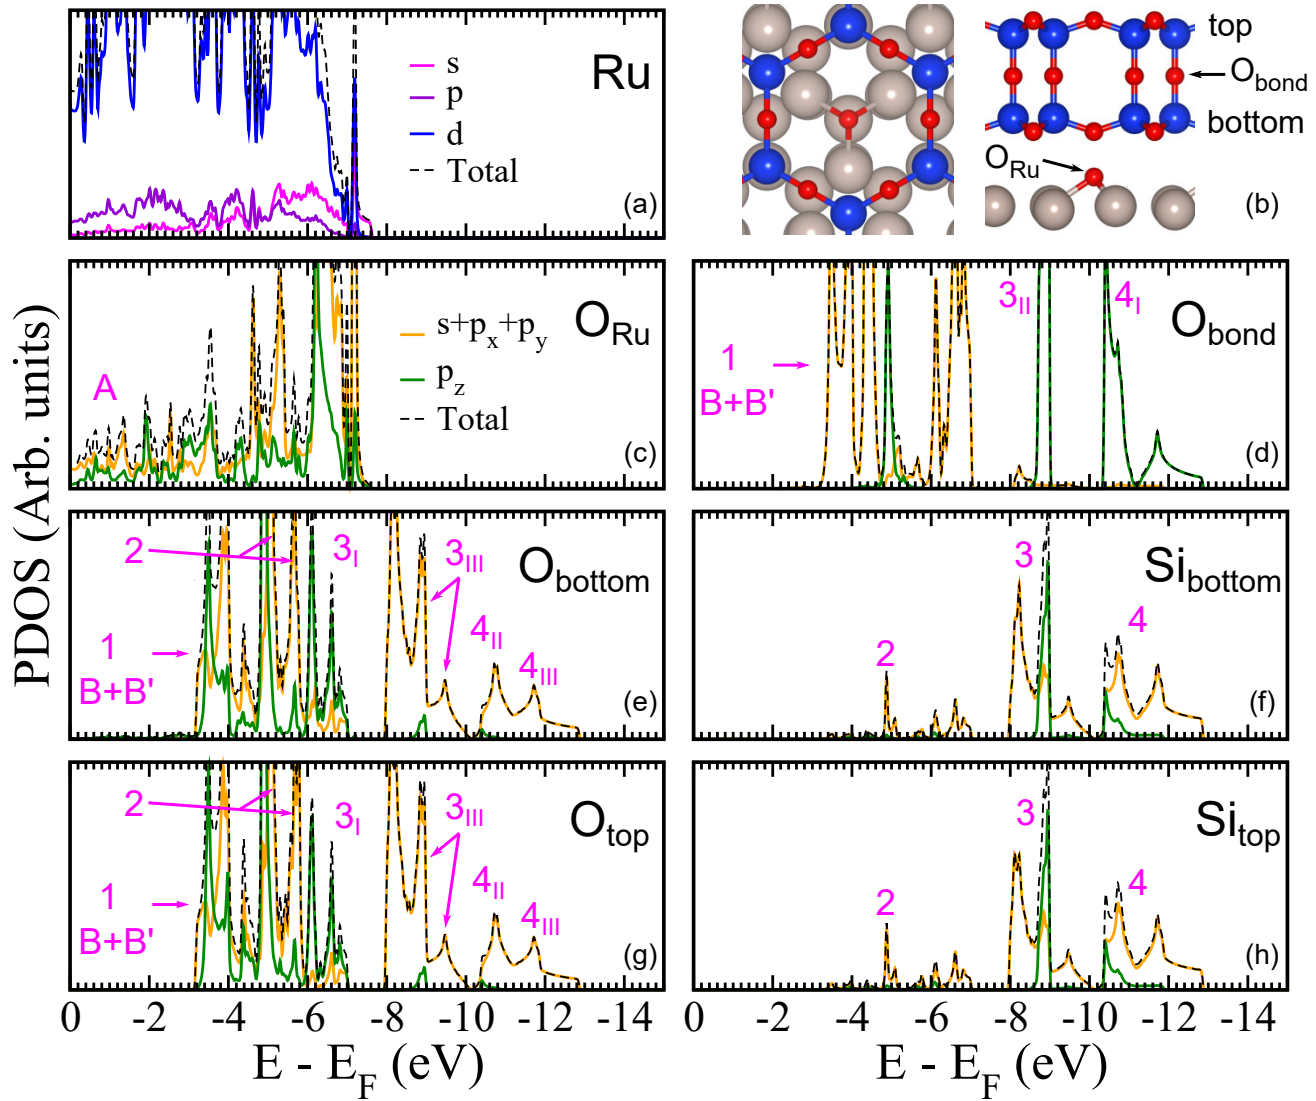 PDOS (Arb. units)
Ru
s
p
d
Total
(a)
top
O_bond
bottom
O_Ru
(b)
A
O_Ru
s+p_x+p_y
p_z
Total
(c)
1
B+B'
3_II
4_I
O_bond
(d)
2
3_I
3_III
O_bottom
1
B+B'
4_II
4_III
(e)
3
Si_bottom
2
4
(f)
2
3_I
3_III
O_top
1
B+B'
4_II
4_III
(g)
3
Si_top
2
4
(h)
0 -2 -4 -6 -8 -10 -12 -14
0 -2 -4 -6 -8 -10 -12 -14
E - E_F (eV)
E - E_F (eV)